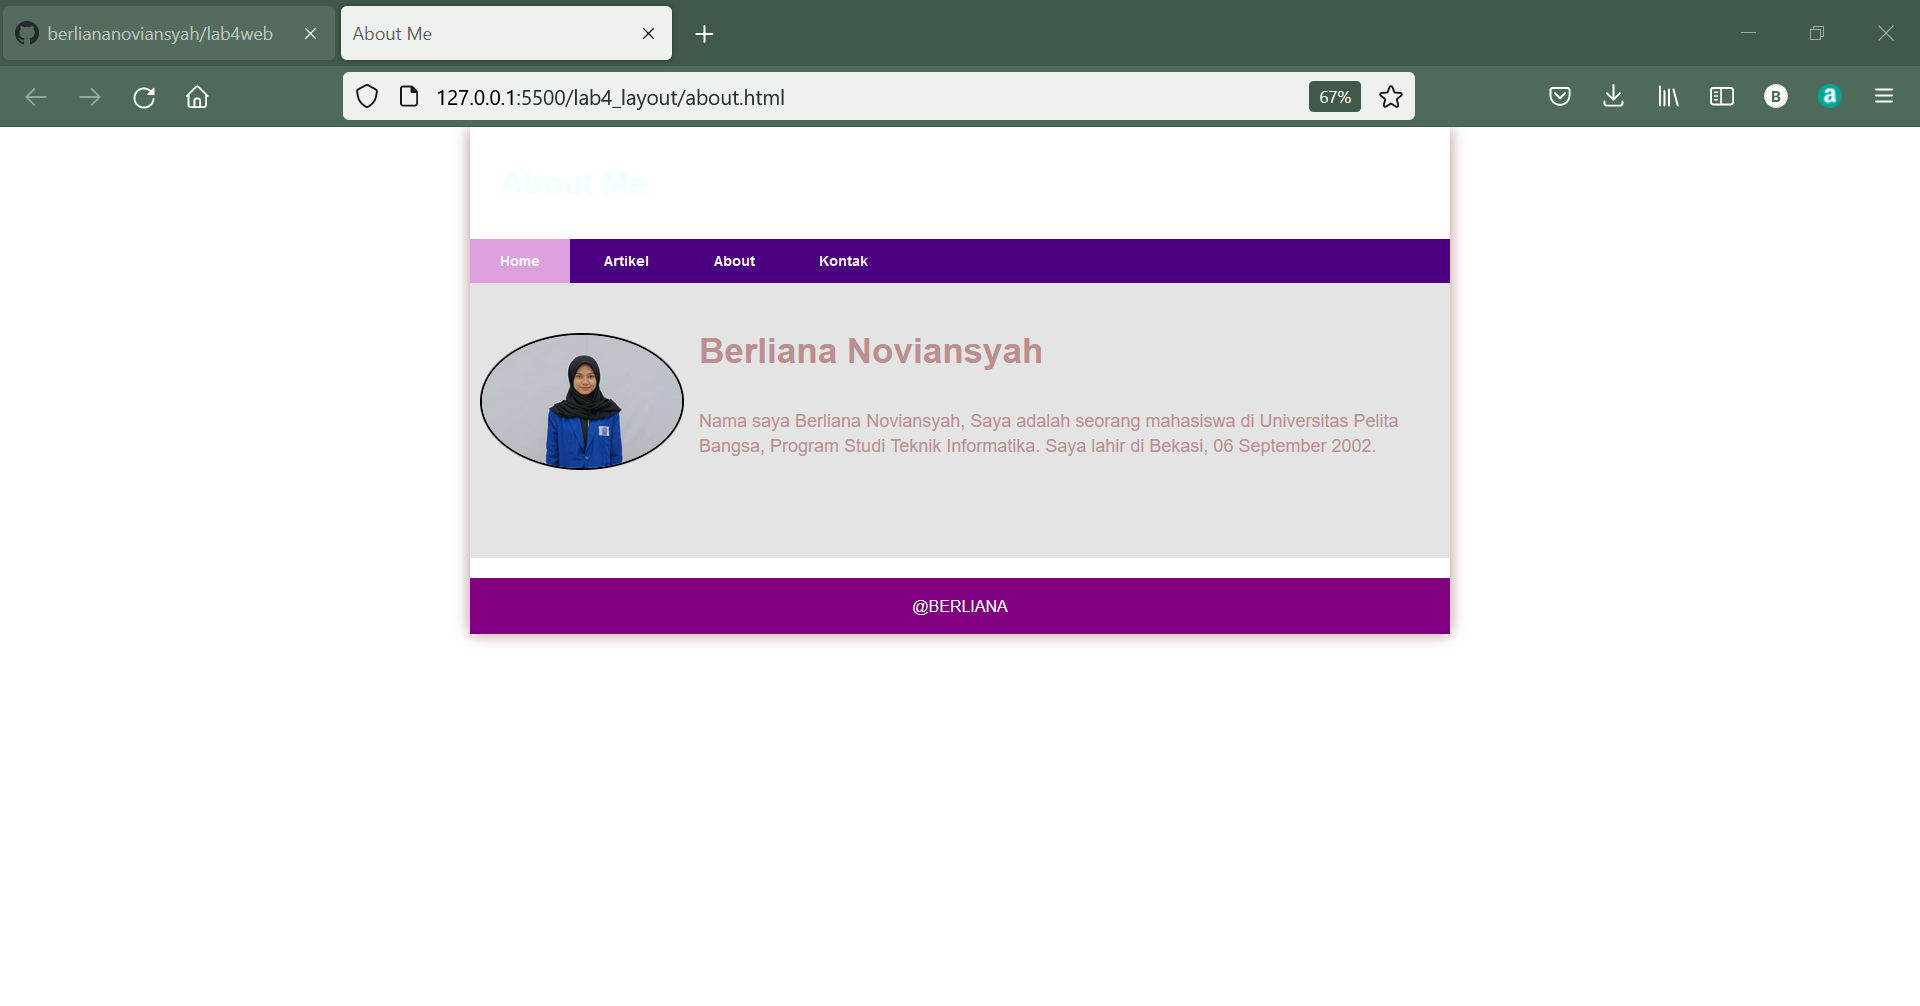 berliananoviansyah/lab4web
About Me
127.0.0.1:5500/lab4_layout/about.html
67%
B
a
About Me
Home Artikel About Kontak
Berliana Noviansyah
Nama saya Berliana Noviansyah, Saya adalah seorang mahasiswa di Universitas Pelita
Bangsa, Program Studi Teknik Informatika. Saya lahir di Bekasi, 06 September 2002.
@BERLIANA